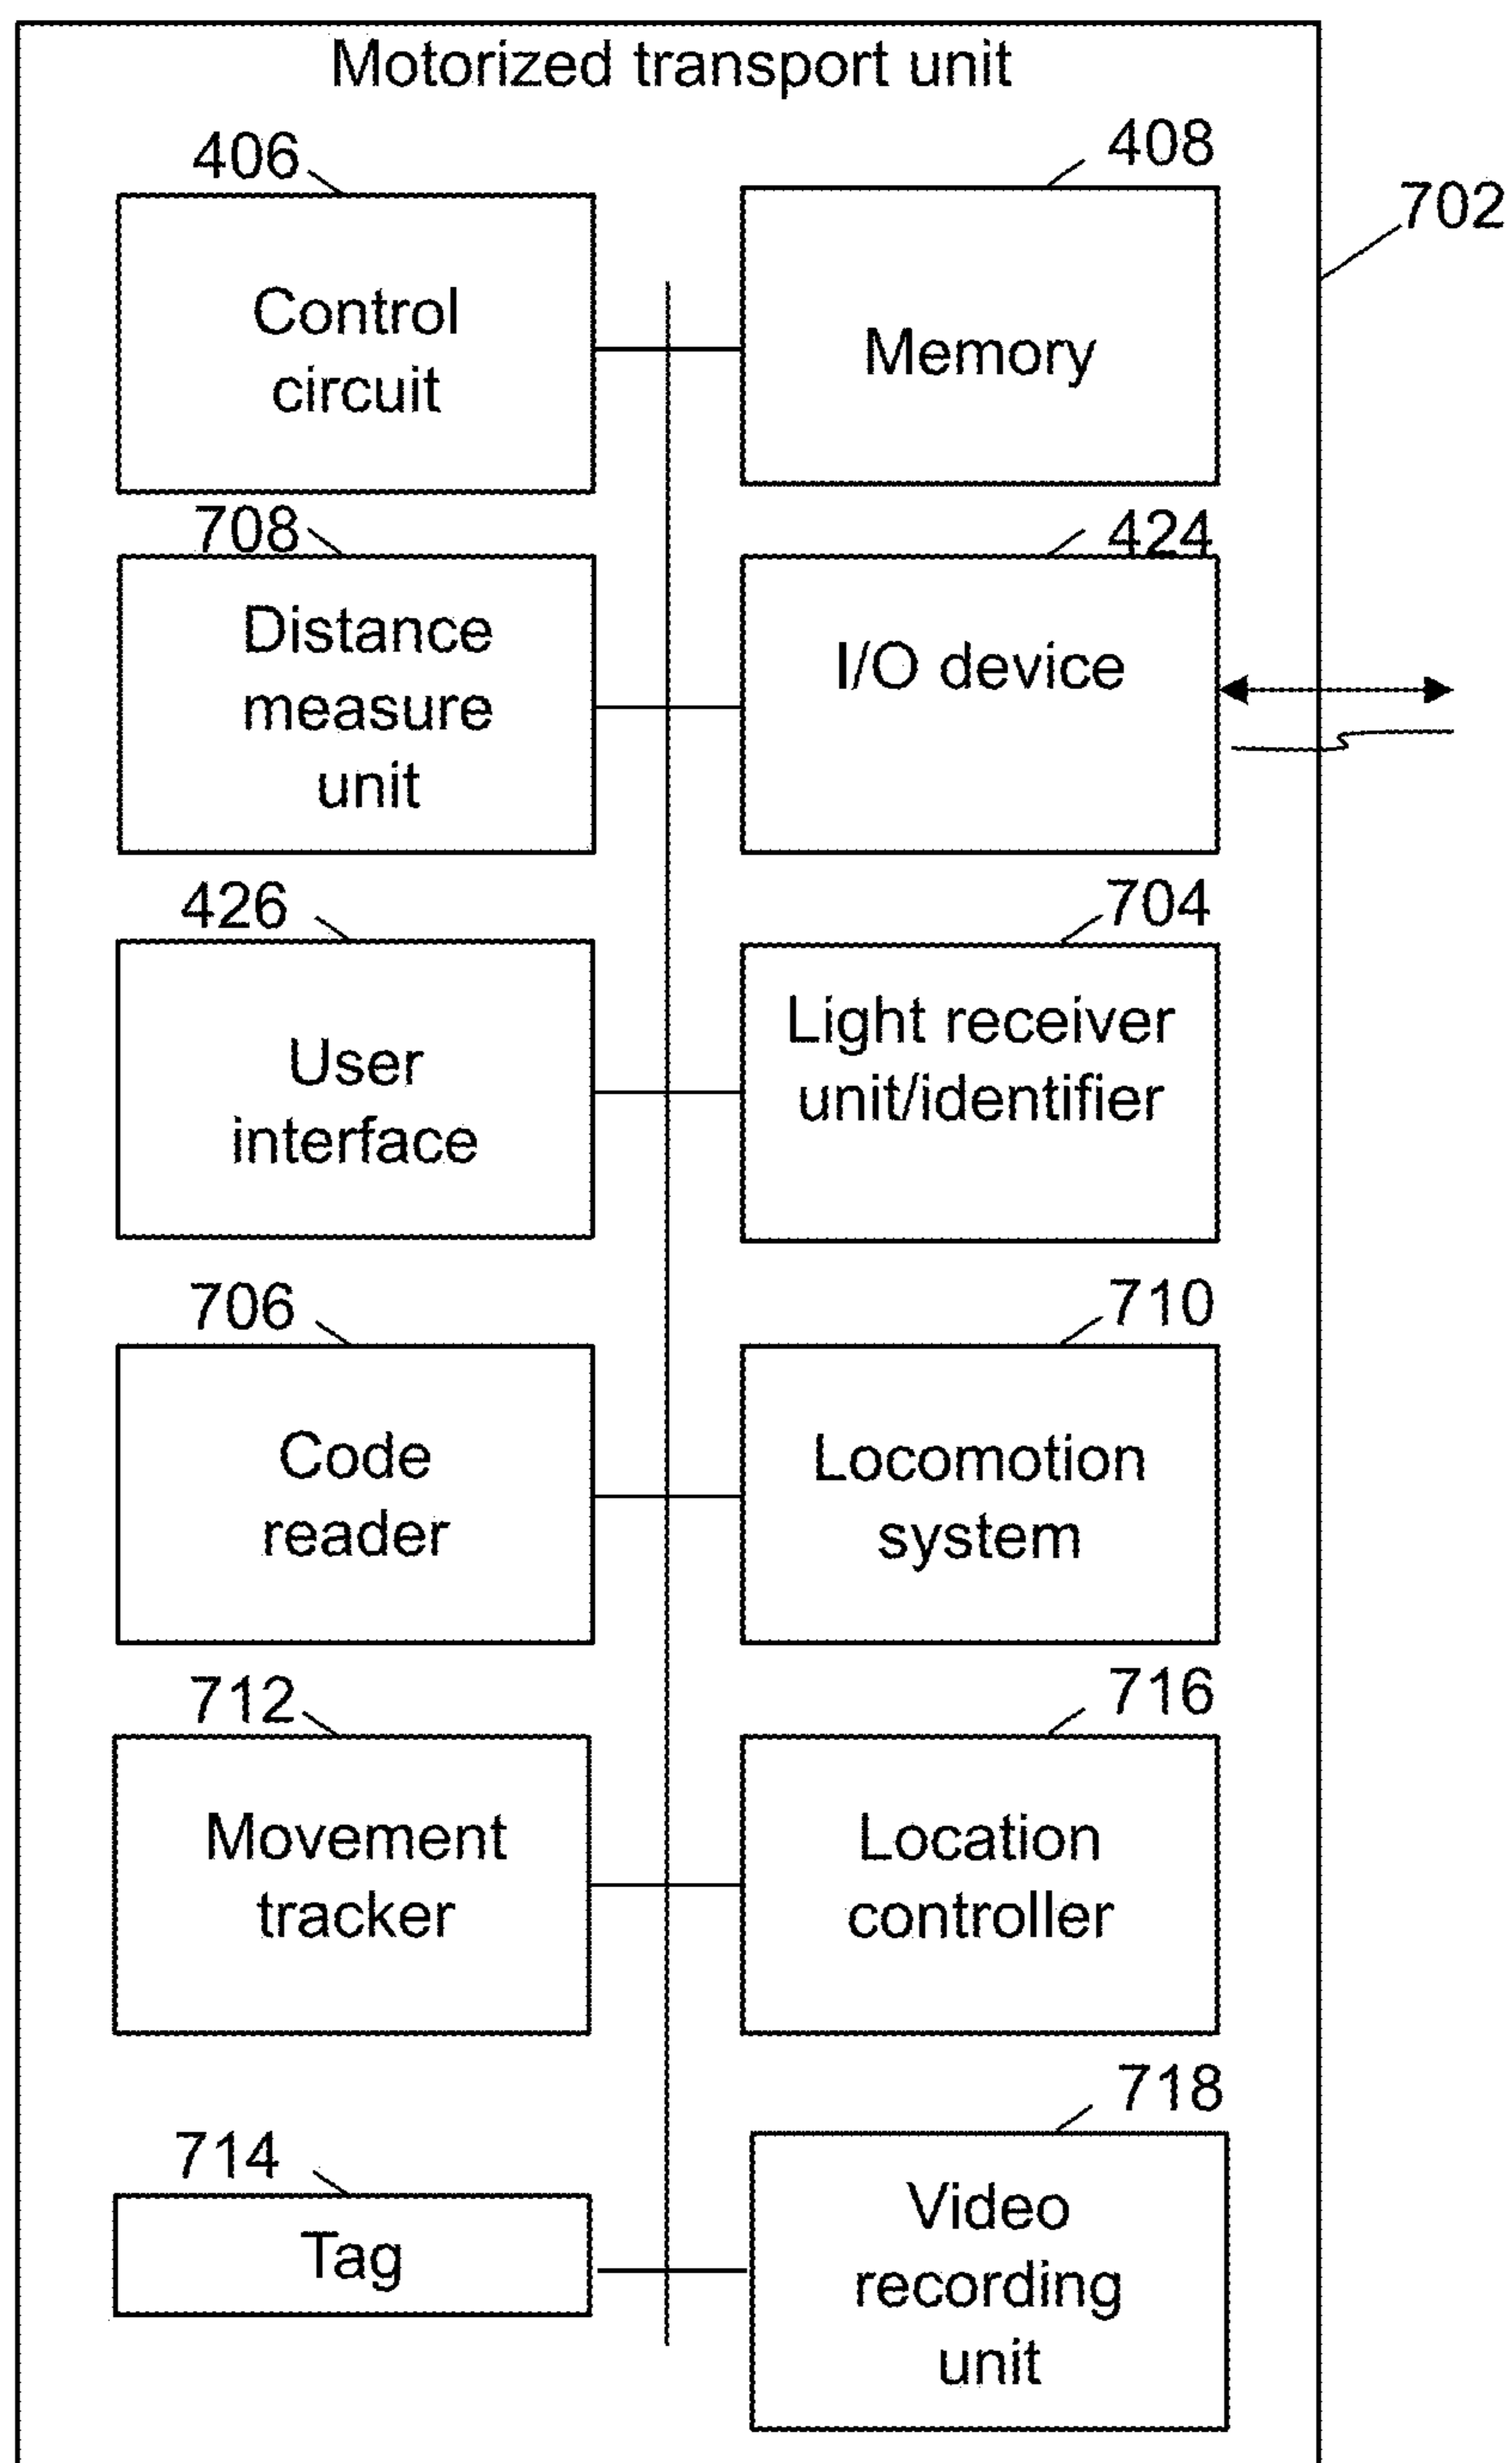 Motorized transport unit
406
408
702
Control
circuit
Memory
708
424
Distance
measure
unit
I/O device
426
704
User
interface
Light receiver
unit/identifier
706
710
Code
reader
Locomotion
system
712
716
Movement
tracker
Location
controller
714
718
Tag
Video
recording
unit